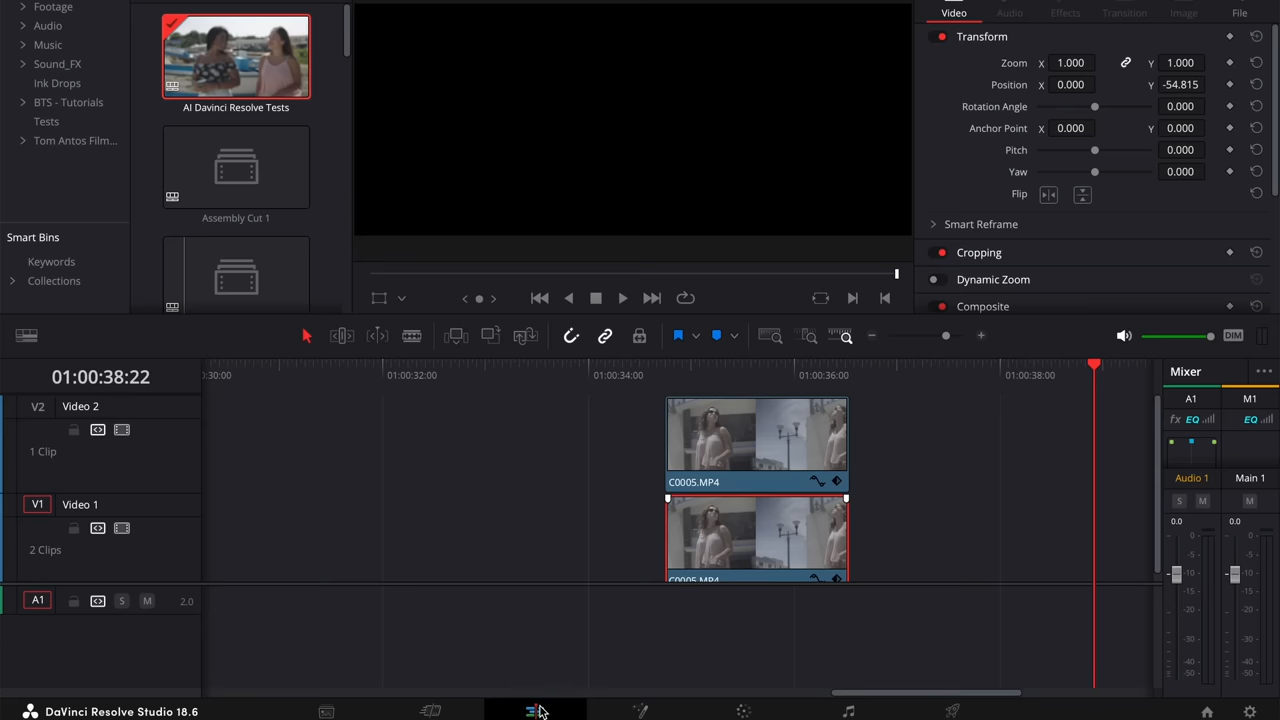 Footage
Audio
Music
Sound_FX
Ink Drops
BTS - Tutorials
Tests
Tom Antos Film...
Smart Bins
Keywords
Collections
AI Davinci Resolve Tests
Assembly Cut 1
Video Audio Effects Transition Image File
Transform
Zoom X 1.000 Y 1.000
Position X 0.000 Y -54.815
Rotation Angle 0.000
Anchor Point X 0.000 Y 0.000
Pitch 0.000
Yaw 0.000
Flip
Smart Reframe
Cropping
Dynamic Zoom
Composite
DIM
01:00:38:22
:30:00 01:00:32:00 01:00:34:00 01:00:36:00 01:00:38:00
V2 Video 2
1 Clip
C0005.MP4
V1 Video 1
2 Clips
C0005.MP4
A1 S M 2.0
Mixer
A1 M1
fx EQ EQ
Audio 1 Main 1
S M M
0.0 0.0
0 0
-5 -5
-10 -10
-15 -15
-20 -20
-30 -30
-40 -40
-50 -50
DaVinci Resolve Studio 18.6